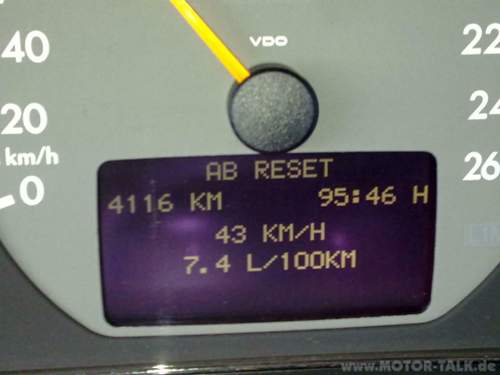 40
VDO
22
20
km/h
0
26
AB RESET
4116 KM 95:46 H
43 KM/H
7.4 L/100KM
www.MOTOR-TALK.de